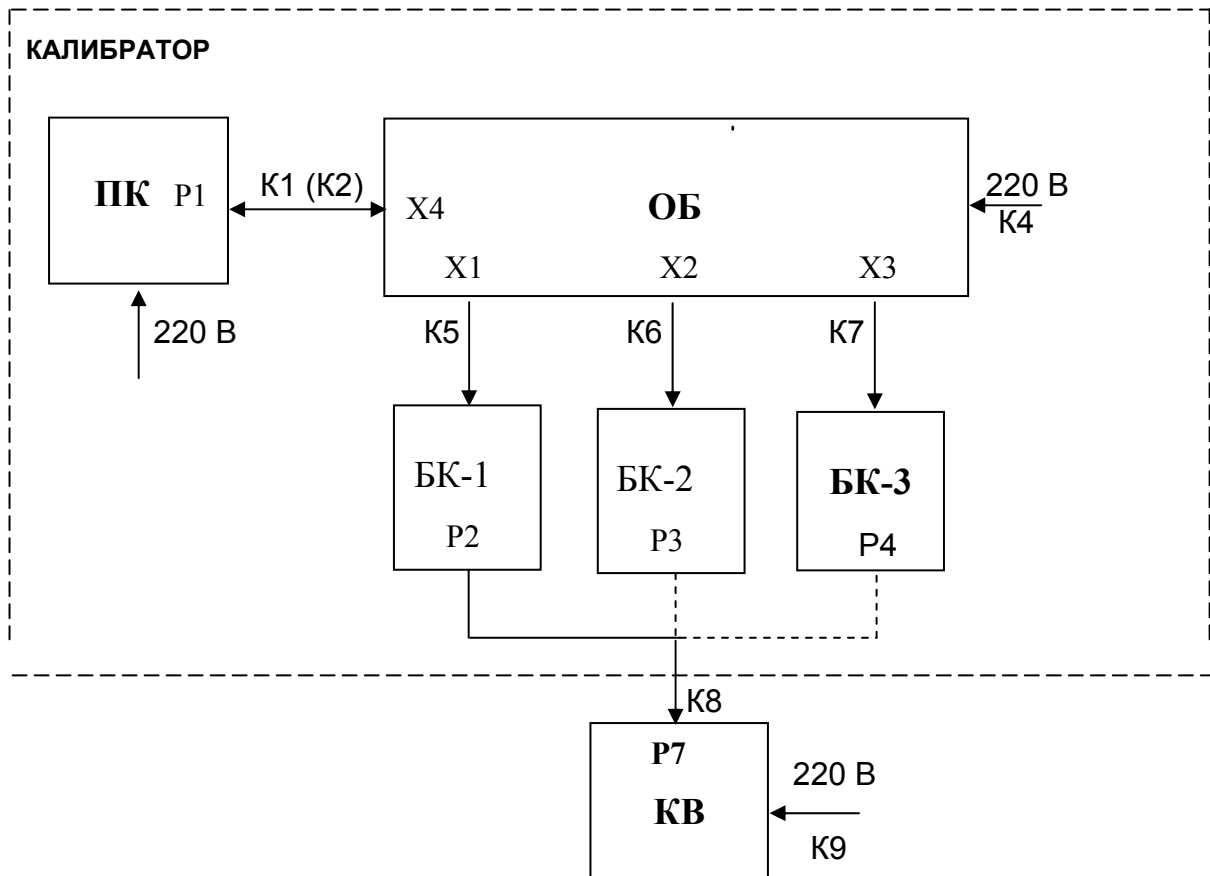 КАЛИБРАТОР
ПК Р1
К1 (К2)
Х4
ОБ
220 В
К4
Х1 Х2 Х3
220 В
К5 К6 К7
БК-1 БК-2 БК-3
Р2 Р3 Р4
К8
Р7
КВ
220 В
К9